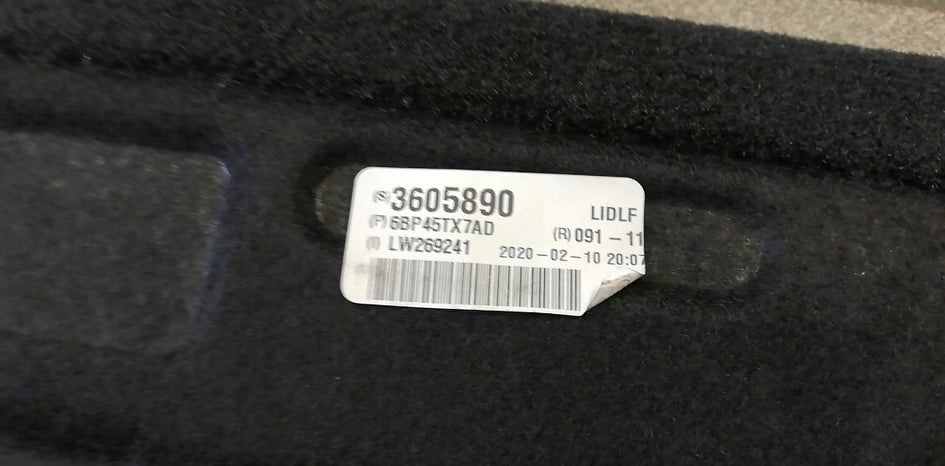 (S) 3605890
LIDLF
(P) 6BP45TX7AD
(R) 091-11
(I) LW269241
2020-02-10 20:07